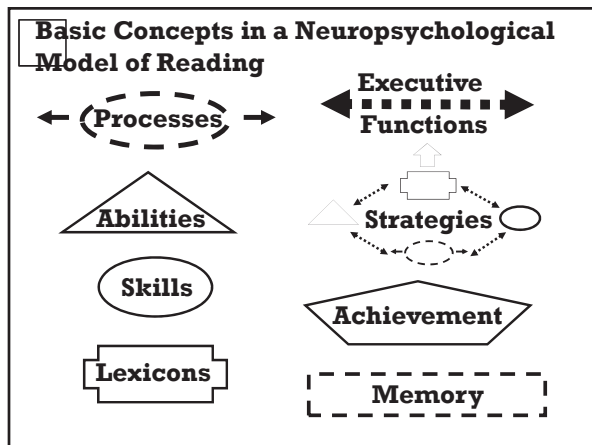 Basic Concepts in a Neuropsychological
Model of Reading
Processes
Executive
Functions
Abilities
Strategies
Skills
Achievement
Lexicons
Memory